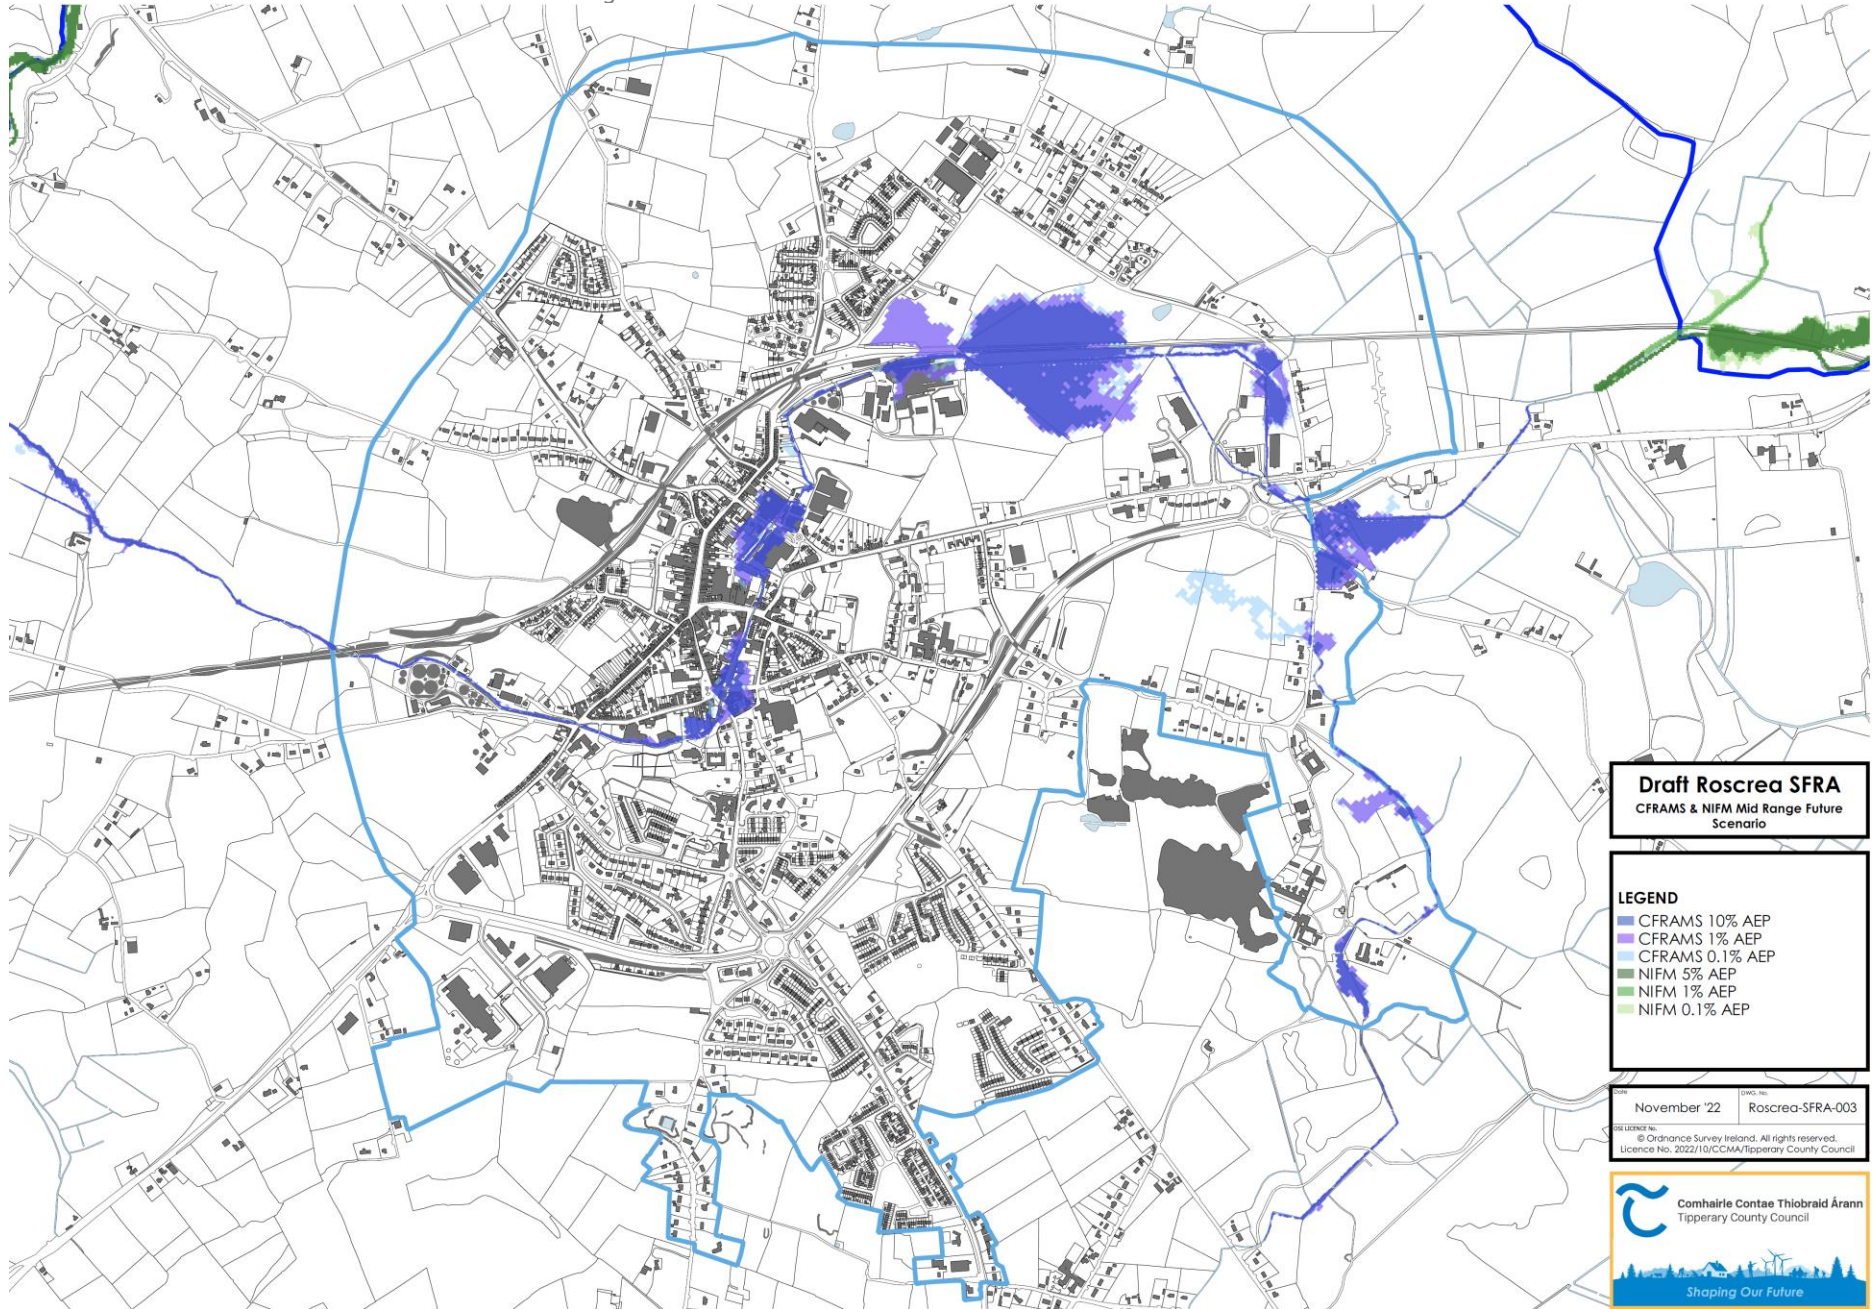 Draft Roscrea SFRA
CFRAMS & NIFM Mid Range Future
Scenario
LEGEND
CFRAMS 10% AEP
CFRAMS 1% AEP
CFRAMS 0.1% AEP
NIFM 5% AEP
NIFM 1% AEP
NIFM 0.1% AEP
Date
DWG. No.
November '22
Roscrea-SFRA-003
OSI LICENCE No.
© Ordnance Survey Ireland. All rights reserved.
Licence No. 2022/10/CCMA/Tipperary County Council
Comhairle Contae Thiobraid Árann
Tipperary County Council
Shaping Our Future